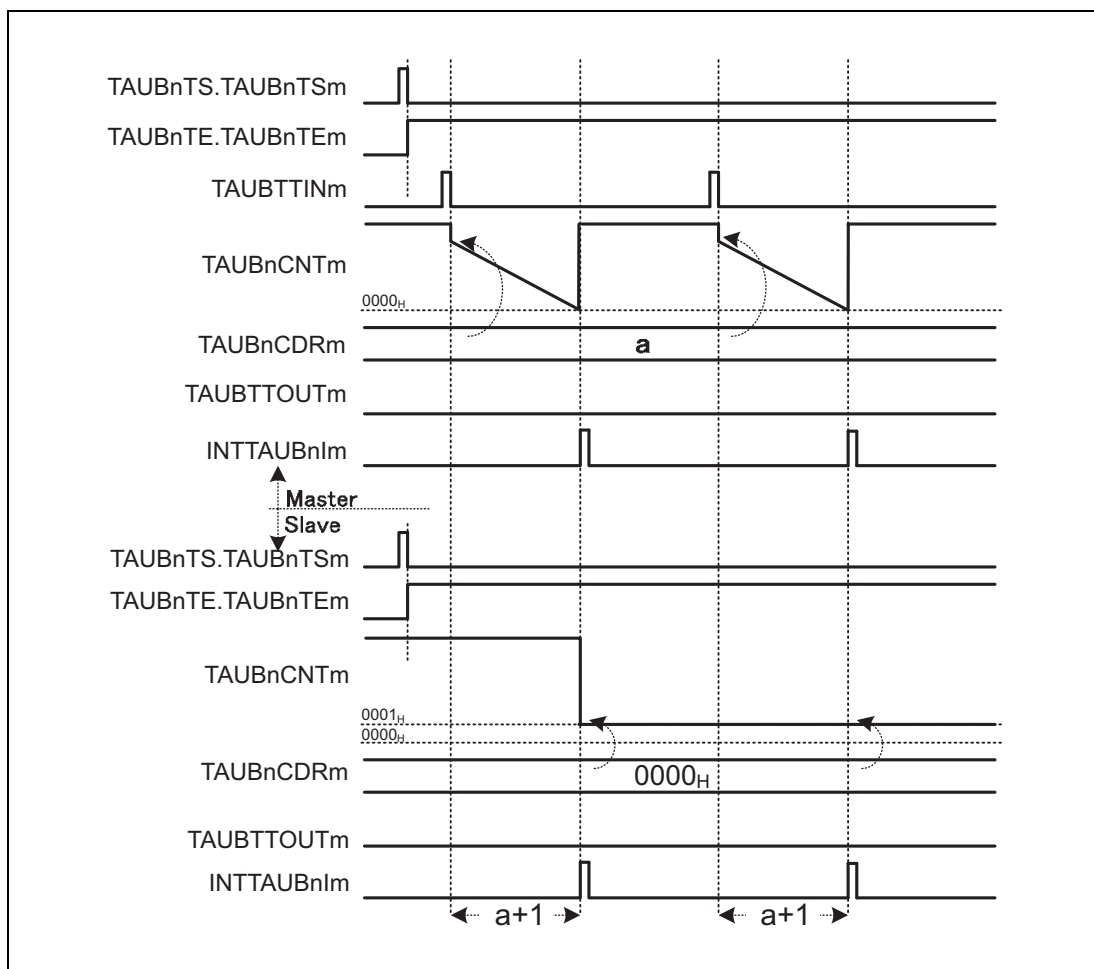 TAUBnTS.TAUBnTSm
TAUBnTE.TAUBnTEm
TAUBTTINm
TAUBnCNTm
0000H
TAUBnCDRm
a
TAUBTTOUTm
INTTAUBnIm
Master
Slave
TAUBnTS.TAUBnTSm
TAUBnTE.TAUBnTEm
TAUBnCNTm
0001H
0000H
TAUBnCDRm
0000H
TAUBTTOUTm
INTTAUBnIm
a+1 a+1